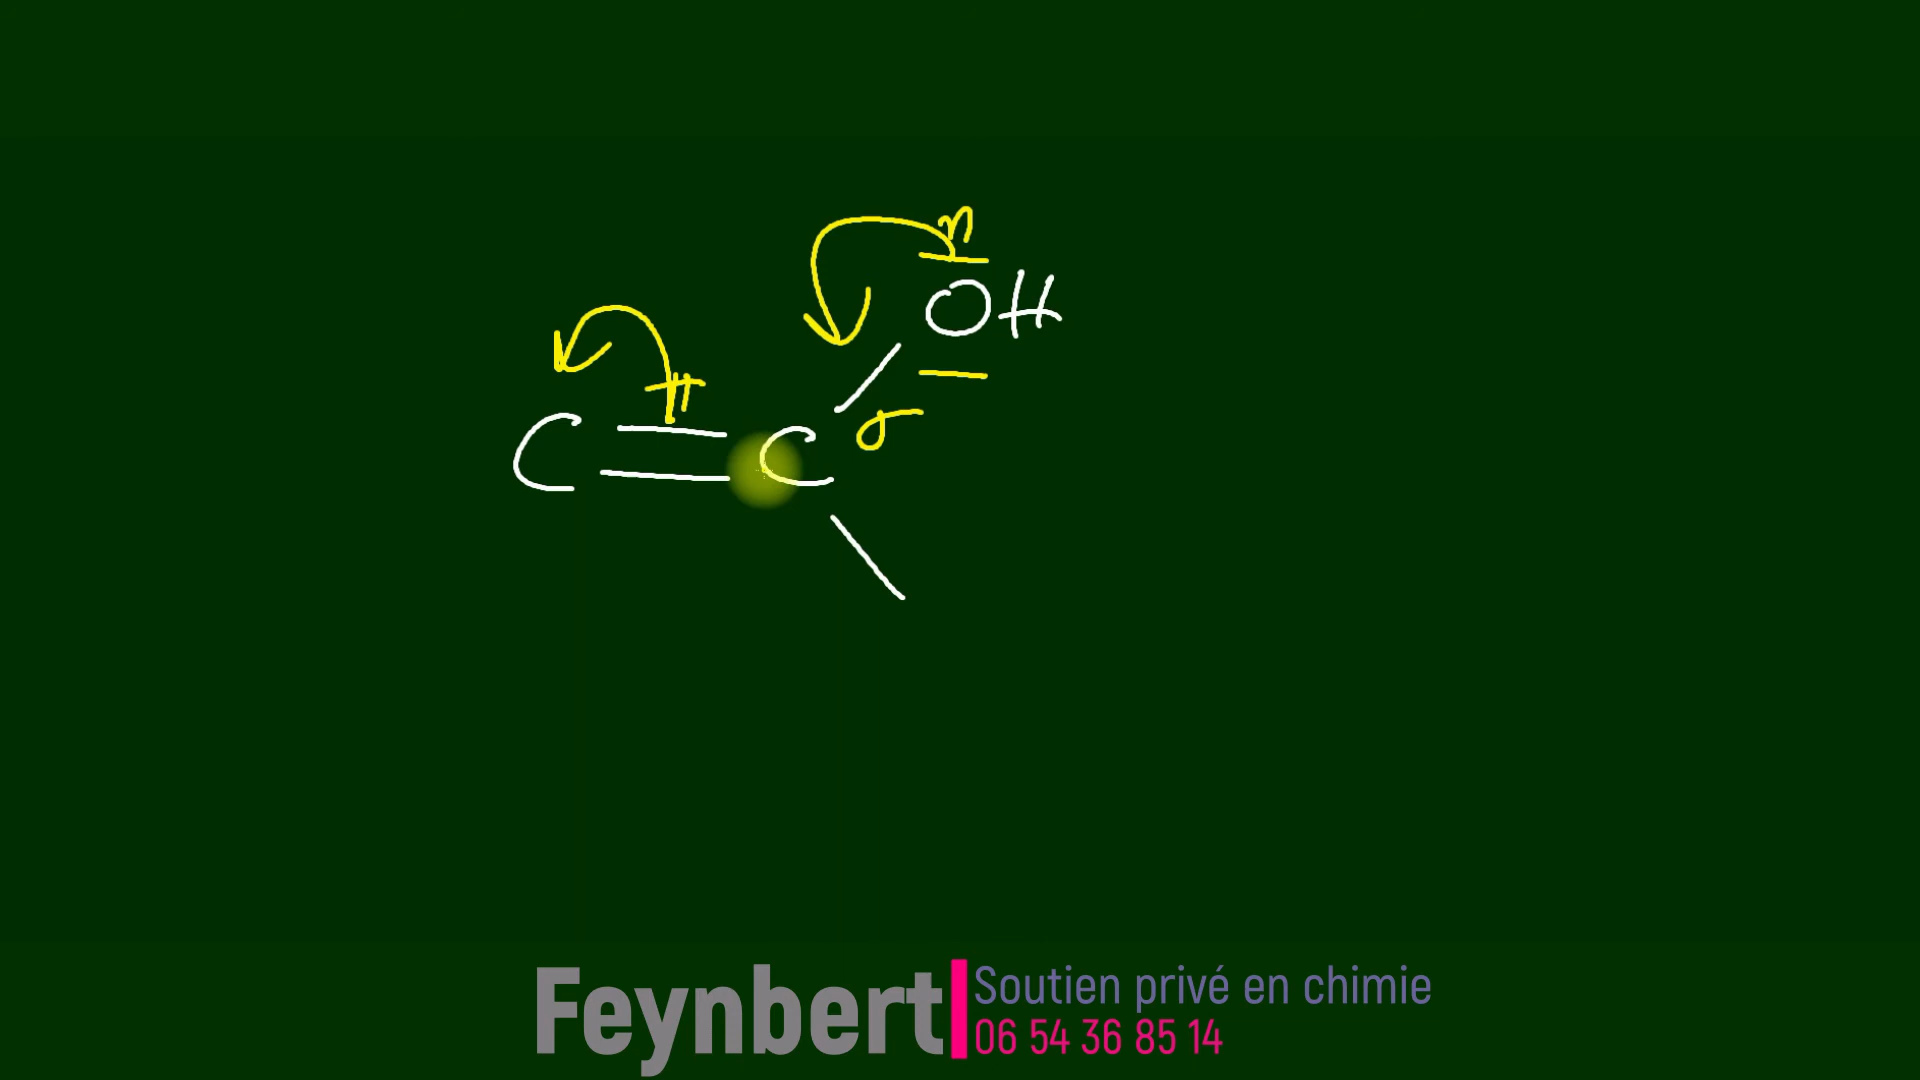 n
OH
π
σ
C=C
Feynbert
Soutien privé en chimie
06 54 36 85 14